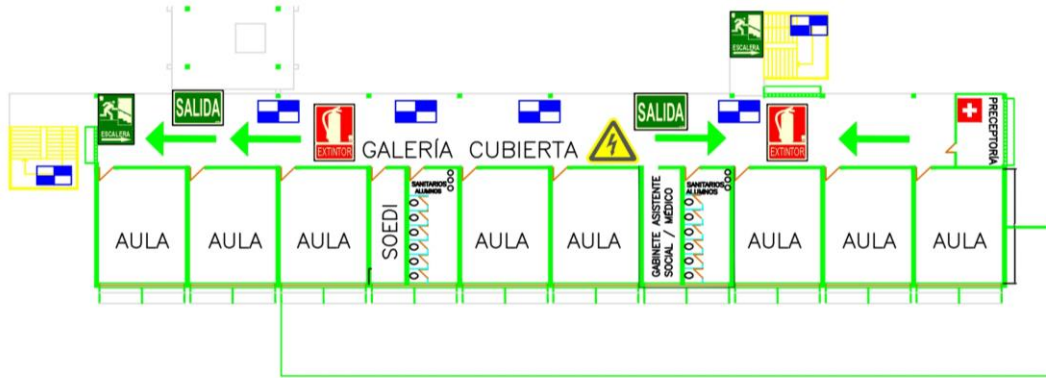 ESCALERA
ESCALERA
SALIDA
SALIDA
EXTINTOR
EXTINTOR
GALERÍA CUBIERTA
PRECEPTORÍA
AULA
AULA
AULA
SOEDI
SANITARIOS
ALUMNOS
AULA
AULA
GABINETE ASISTENTE
SOCIAL / MÉDICO
SANITARIOS
ALUMNOS
AULA
AULA
AULA